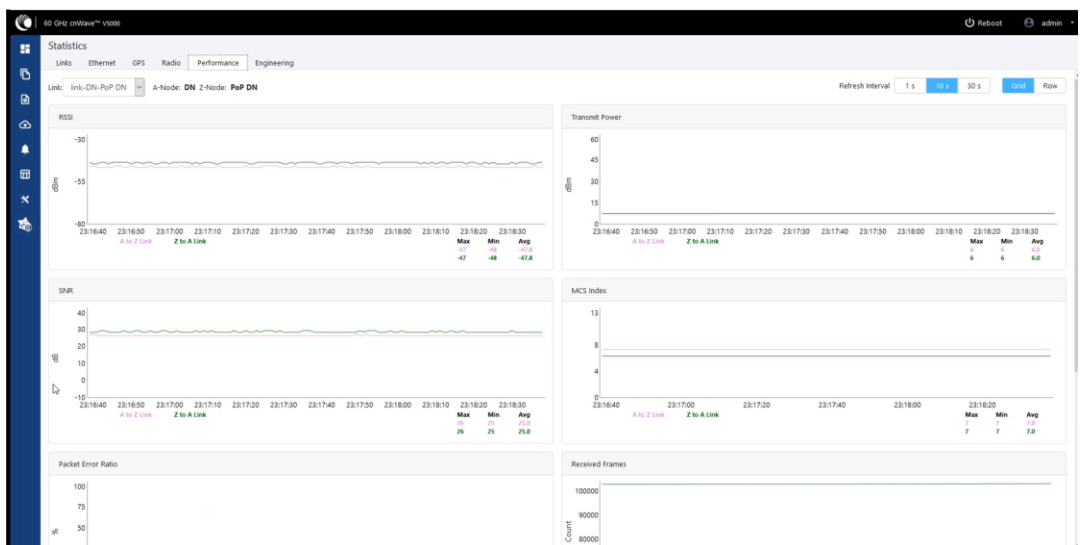 60 GHz cnWave™ V5000
Reboot admin
Statistics
Links Ethernet GPS Radio Performance Engineering
Link: link-DN-PoP DN A-Node: DN Z-Node: PoP DN
Refresh Interval 1 s 10 s 30 s Grid Row
RSSI
-30
-55
-80
dBm
23:16:40 23:16:50 23:17:00 23:17:10 23:17:20 23:17:30 23:17:40 23:17:50 23:18:00 23:18:10 23:18:20 23:18:30
A to Z Link Z to A Link
Max Min Avg
-47 -48 -47.8
-47 -48 -47.8
Transmit Power
60
45
30
15
0
dBm
23:16:40 23:16:50 23:17:00 23:17:10 23:17:20 23:17:30 23:17:40 23:17:50 23:18:00 23:18:10 23:18:20 23:18:30
A to Z Link Z to A Link
Max Min Avg
6 6 6.0
6 6 6.0
SNR
40
30
20
10
0
-10
dB
23:16:40 23:16:50 23:17:00 23:17:10 23:17:20 23:17:30 23:17:40 23:17:50 23:18:00 23:18:10 23:18:20 23:18:30
A to Z Link Z to A Link
Max Min Avg
26 25 25.0
26 25 25.0
MCS Index
13
8
4
0
23:16:40 23:17:00 23:17:20 23:17:40 23:18:00 23:18:20
A to Z Link Z to A Link
Max Min Avg
7 7 7.0
7 7 7.0
Packet Error Ratio
100
75
50
Received Frames
100000
90000
80000
Count